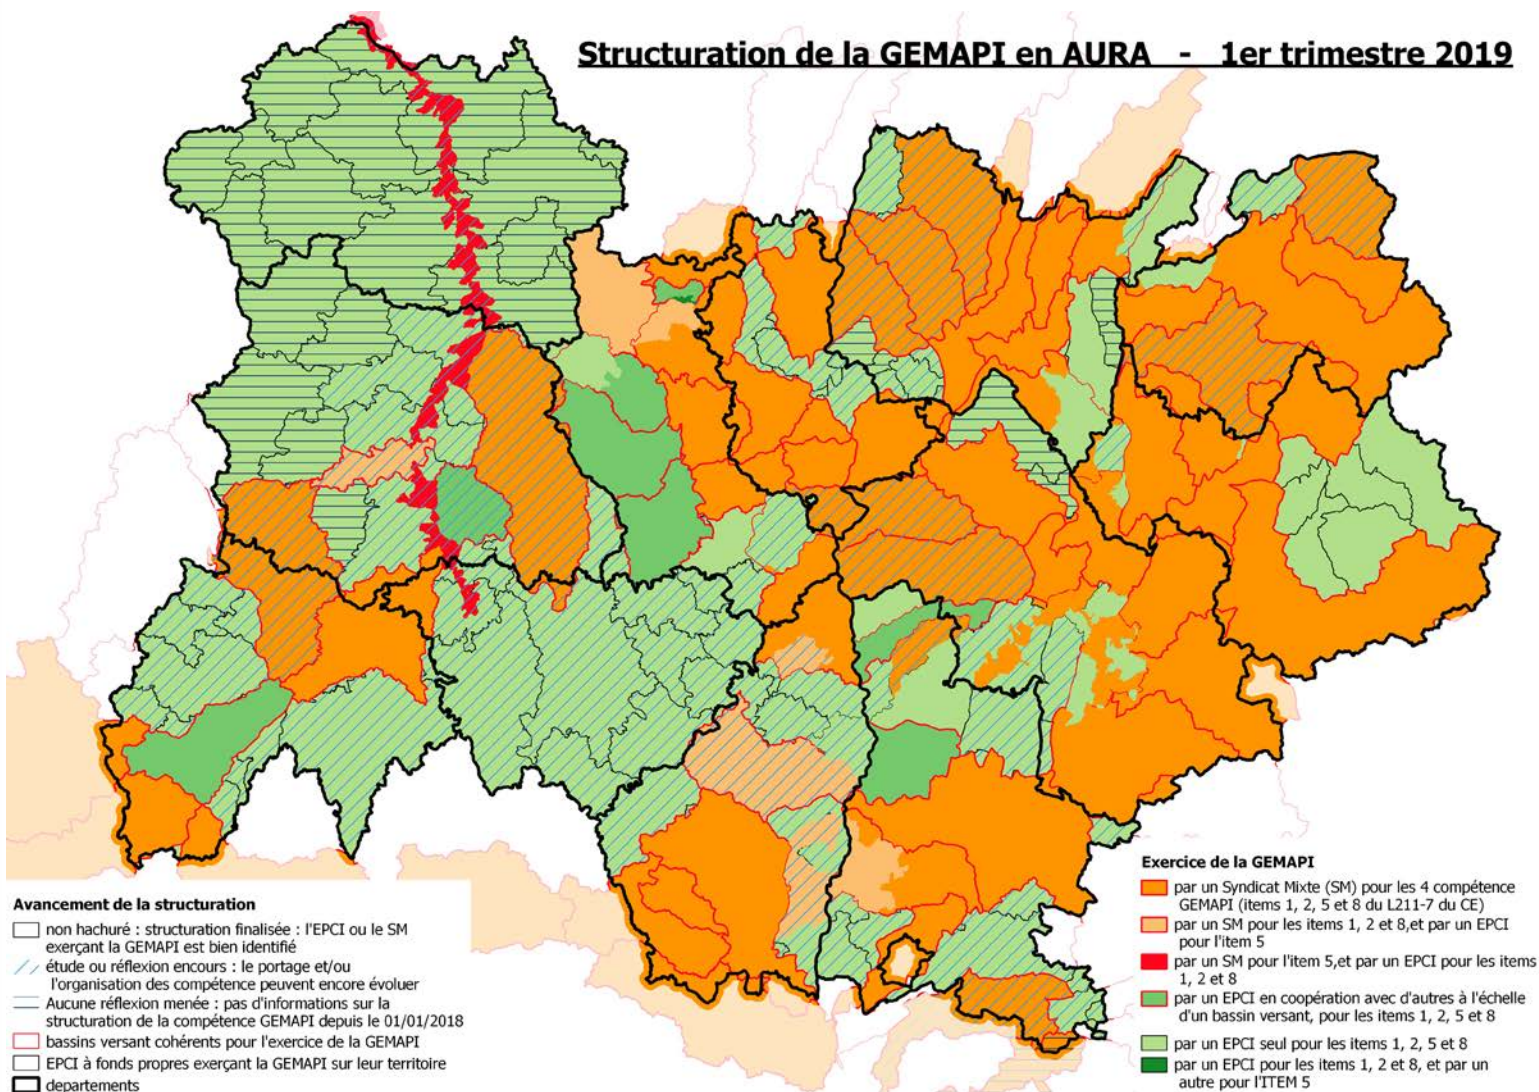 Structuration de la GEMAPI en AURA - 1er trimestre 2019
Avancement de la structuration
non hachuré : structuration finalisée : l'EPCI ou le SM
exerçant la GEMAPI est bien identifié
étude ou réflexion encours : le portage et/ou
l'organisation des compétence peuvent encore évoluer
Aucune réflexion menée : pas d'informations sur la
structuration de la compétence GEMAPI depuis le 01/01/2018
bassins versant cohérents pour l'exercice de la GEMAPI
EPCI à fonds propres exerçant la GEMAPI sur leur territoire
departements
Exercice de la GEMAPI
par un Syndicat Mixte (SM) pour les 4 compétence
GEMAPI (items 1, 2, 5 et 8 du L211-7 du CE)
par un SM pour les items 1, 2 et 8,et par un EPCI
pour l'item 5
par un SM pour l'item 5,et par un EPCI pour les items
1, 2 et 8
par un EPCI en coopération avec d'autres à l'échelle
d'un bassin versant, pour les items 1, 2, 5 et 8
par un EPCI seul pour les items 1, 2, 5 et 8
par un EPCI pour les items 1, 2 et 8, et par un
autre pour l'ITEM 5